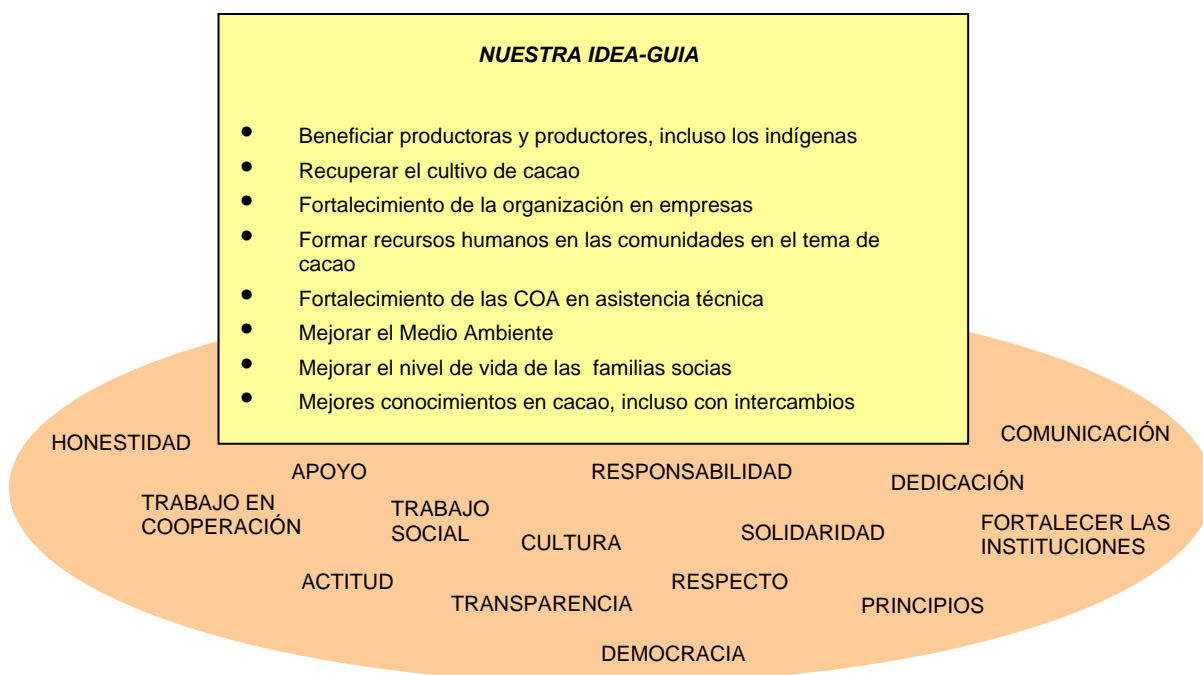 NUESTRA IDEA-GUIA
• Beneficiar productoras y productores, incluso los indígenas
• Recuperar el cultivo de cacao
• Fortalecimiento de la organización en empresas
• Formar recursos humanos en las comunidades en el tema de
cacao
• Fortalecimiento de las COA en asistencia técnica
• Mejorar el Medio Ambiente
• Mejorar el nivel de vida de las  familias socias
• Mejores conocimientos en cacao, incluso con intercambios
HONESTIDAD
COMUNICACIÓN
APOYO
RESPONSABILIDAD
DEDICACIÓN
TRABAJO EN
COOPERACIÓN
TRABAJO
SOCIAL
CULTURA
SOLIDARIDAD
FORTALECER LAS
INSTITUCIONES
ACTITUD
TRANSPARENCIA
RESPECTO
PRINCIPIOS
DEMOCRACIA